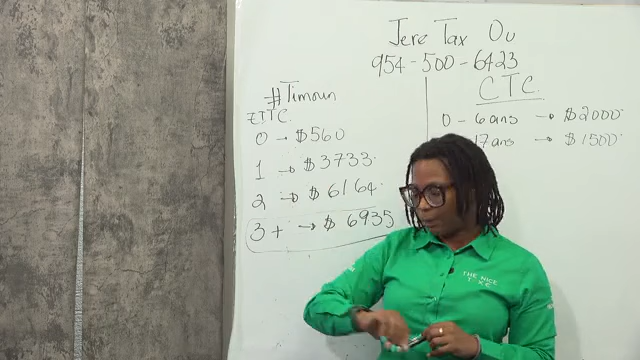 Jere Tax Ou
954-500-6423
#Timoun
EITC
0 → $560
1 → $3733
2 → $6164
3+ → $6935
CTC
0 - 6 ans → $2000
17 ans → $1500
THE NICE